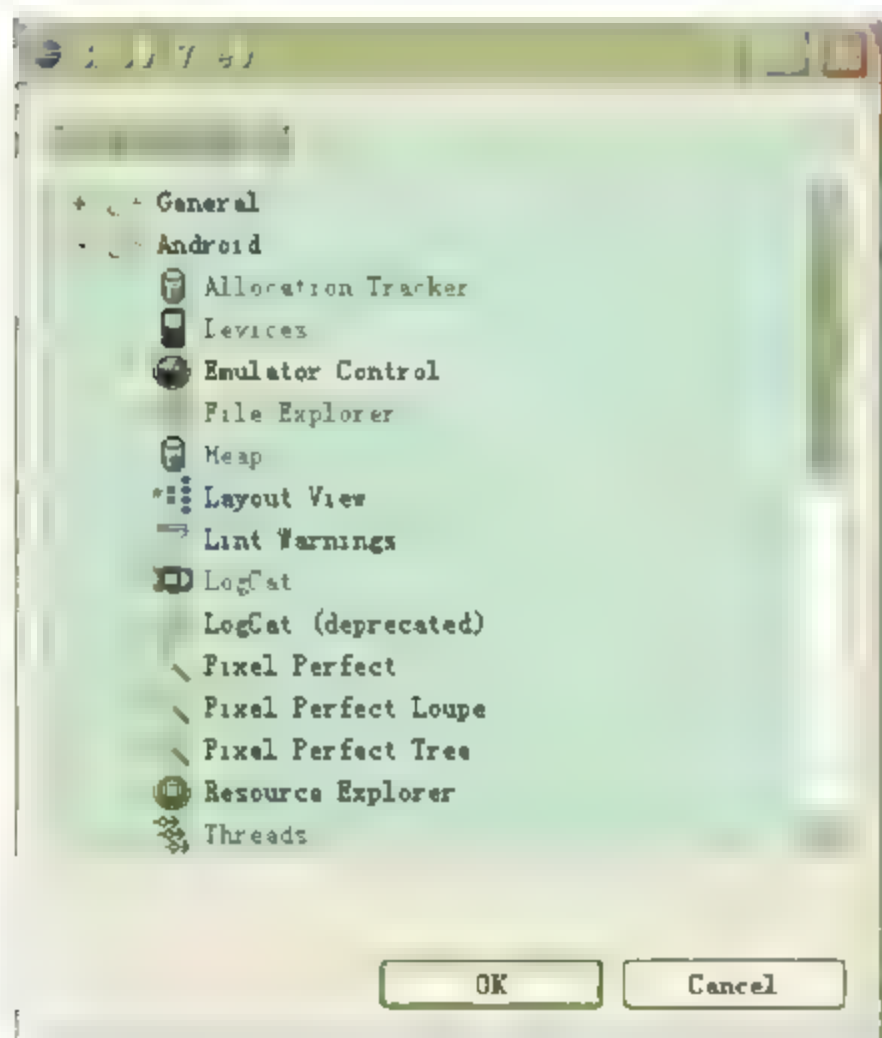 General
Android
Allocation Tracker
Devices
Emulator Control
File Explorer
Heap
Layout View
Lint Warnings
LogCat
LogCat (deprecated)
Pixel Perfect
Pixel Perfect Loupe
Pixel Perfect Tree
Resource Explorer
Threads
OK
Cancel